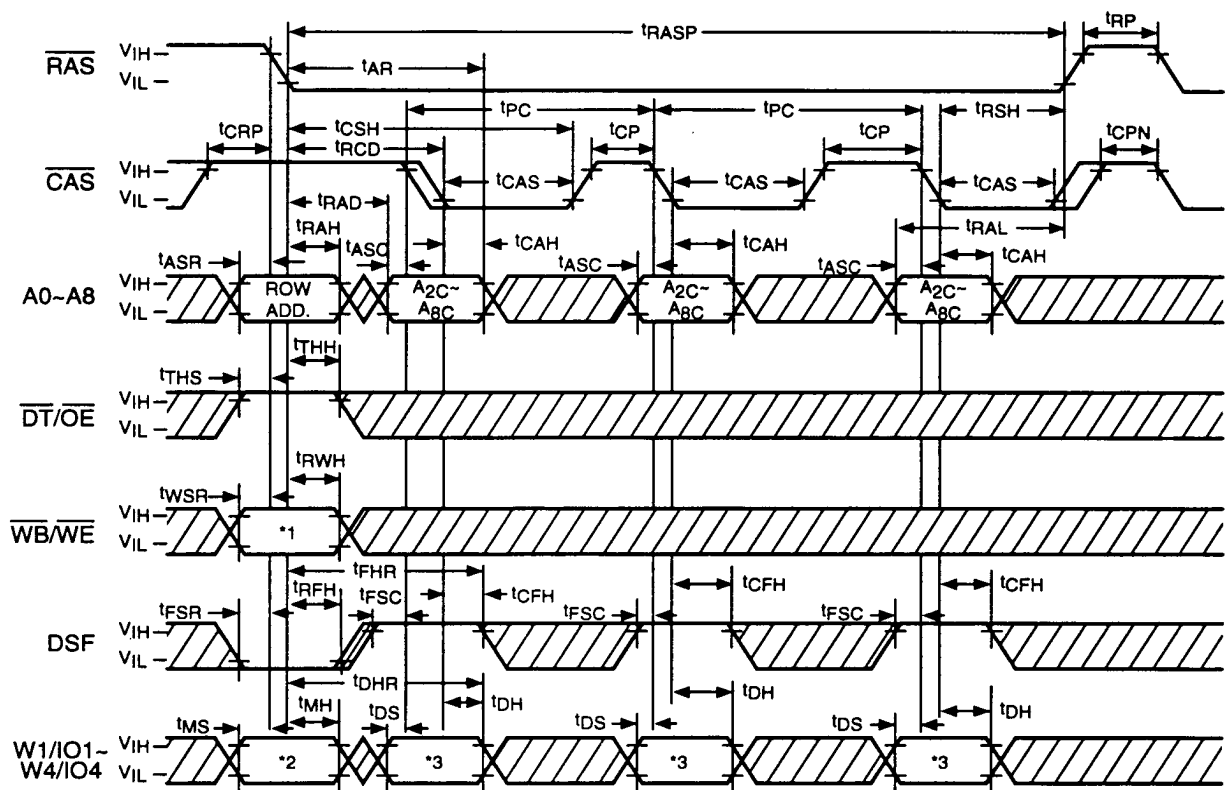 tRASP tRP
RAS VIH VIL tAR
tPC tPC tRSH
tCRP tCSH tCP tCP tCPN
tRCD
CAS VIH VIL tCAS tCAS tCAS
tRAD
tRAH tASC tCAH tCAH tRAL
tASR tASC tASC tCAH
A0~A8 VIH VIL ROW ADD. A2C~ A8C A2C~ A8C A2C~ A8C
tTHH
tTHS
DT/OE VIH VIL
tRWH
tWSR
WB/WE VIH VIL *1
tFHR
tRFH tCFH tCFH
tFSR tFSC tCFH tFSC tFSC
DSF VIH VIL
tDHR
tMH tDH tDH tDH
tMS tDS tDS tDS
W1/IO1~ W4/IO4 VIH VIL *2 *3 *3 *3